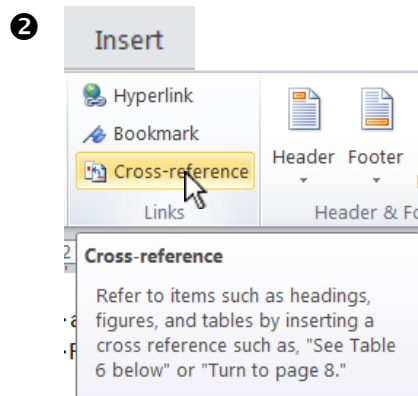 ❷
Insert
Hyperlink
Bookmark
Cross-reference
Header Footer
Links
Header & Fo
2
Cross-reference
Refer to items such as headings,
figures, and tables by inserting a
cross reference such as, "See Table
6 below" or "Turn to page 8."